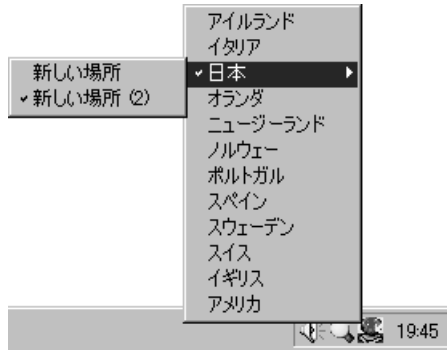 アイルランド
イタリア
日本
オランダ
ニュージーランド
ノルウェー
ポルトガル
スペイン
スウェーデン
スイス
イギリス
アメリカ
新しい場所
新しい場所 (2)
19:45